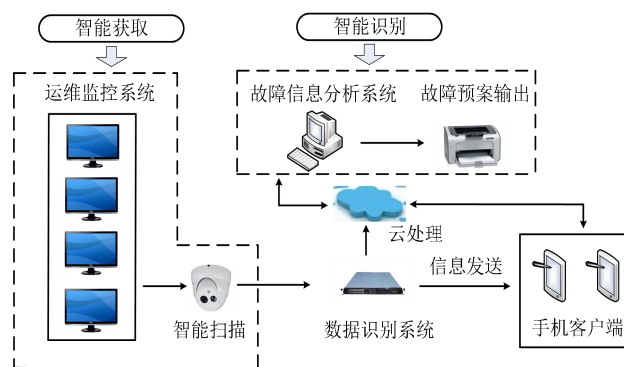 智能获取
智能识别
运维监控系统
故障信息分析系统
故障预案输出
云处理
信息发送
智能扫描
数据识别系统
手机客户端